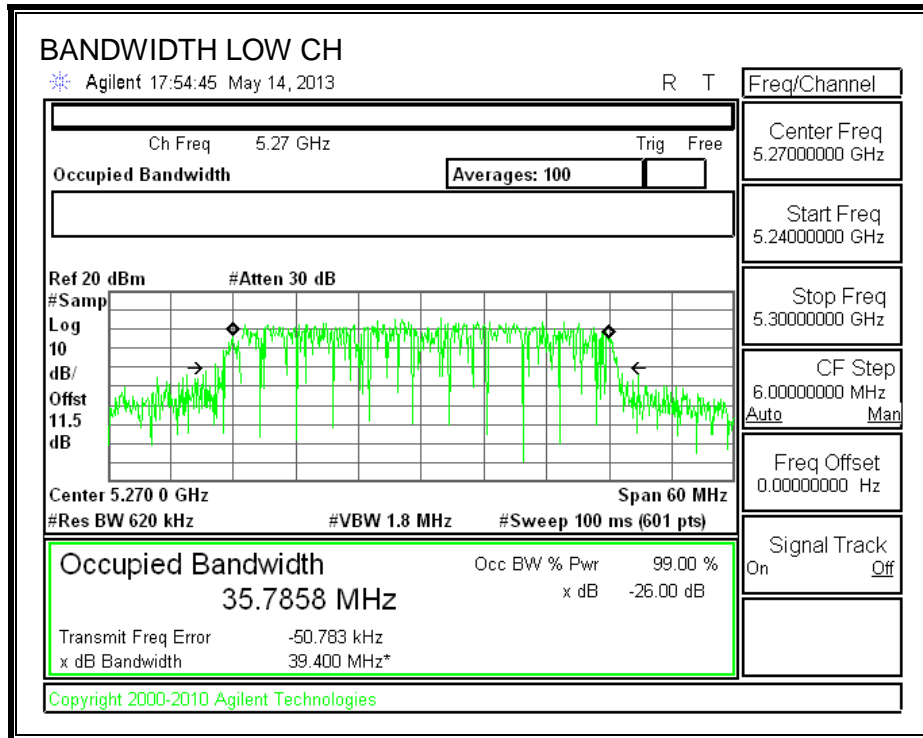 BANDWIDTH LOW CH
Agilent 17:54:45 May 14, 2013 R T
Ch Freq 5.27 GHz Trig Free
Occupied Bandwidth Averages: 100
Ref 20 dBm #Atten 30 dB
#Samp
Log
10
dB/
Offst
11.5
dB
Center 5.270 0 GHz Span 60 MHz
#Res BW 620 kHz #VBW 1.8 MHz #Sweep 100 ms (601 pts)
Occupied Bandwidth Occ BW % Pwr 99.00 %
35.7858 MHz x dB -26.00 dB
Transmit Freq Error -50.783 kHz
x dB Bandwidth 39.400 MHz*
Copyright 2000-2010 Agilent Technologies
Freq/Channel
Center Freq
5.27000000 GHz
Start Freq
5.24000000 GHz
Stop Freq
5.30000000 GHz
CF Step
6.00000000 MHz
Auto Man
Freq Offset
0.00000000 Hz
Signal Track
On Off